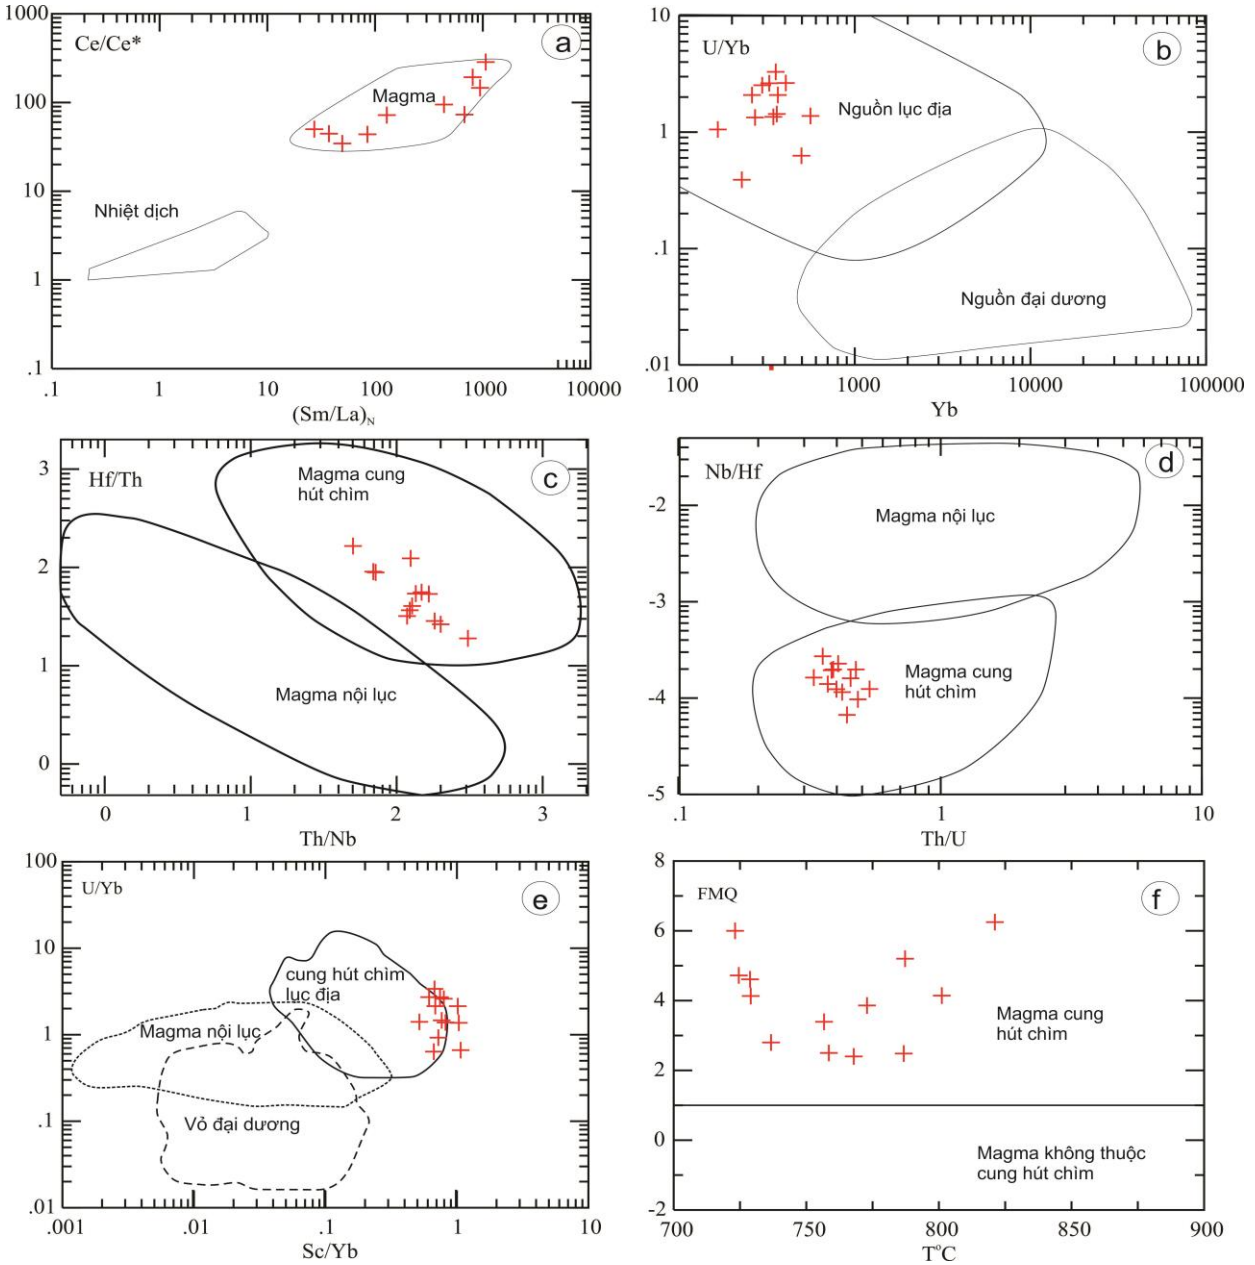 1000
Ce/Ce*
a
100
Magma
10
Nhiệt dịch
1
.1
0.1
1
10
100
1000
10000
(Sm/La)N
10
U/Yb
b
Nguồn lục địa
1
.1
Nguồn đại dương
.01
100
1000
10000
100000
Yb
3
Hf/Th
Magma cung
hút chìm
c
2
1
Magma nội lục
0
0
1
2
3
Th/Nb
Nb/Hf
d
-2
Magma nội lục
-3
Magma cung
hút chìm
-4
-5
.1
1
10
Th/U
100
U/Yb
e
10
cung hút chìm
lục địa
Magma nội lục
1
.1
Vỏ đại dương
.01
.001
.01
.1
1
10
Sc/Yb
8
FMQ
f
6
4
Magma cung
hút chìm
2
0
Magma không thuộc
cung hút chìm
-2
700
750
800
850
900
T°C